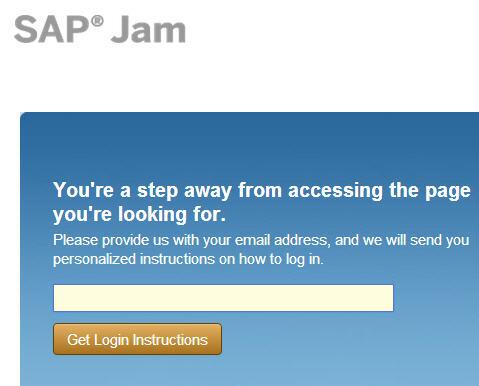 SAP® Jam
You're a step away from accessing the page
you're looking for.
Please provide us with your email address, and we will send you
personalized instructions on how to log in.
Get Login Instructions